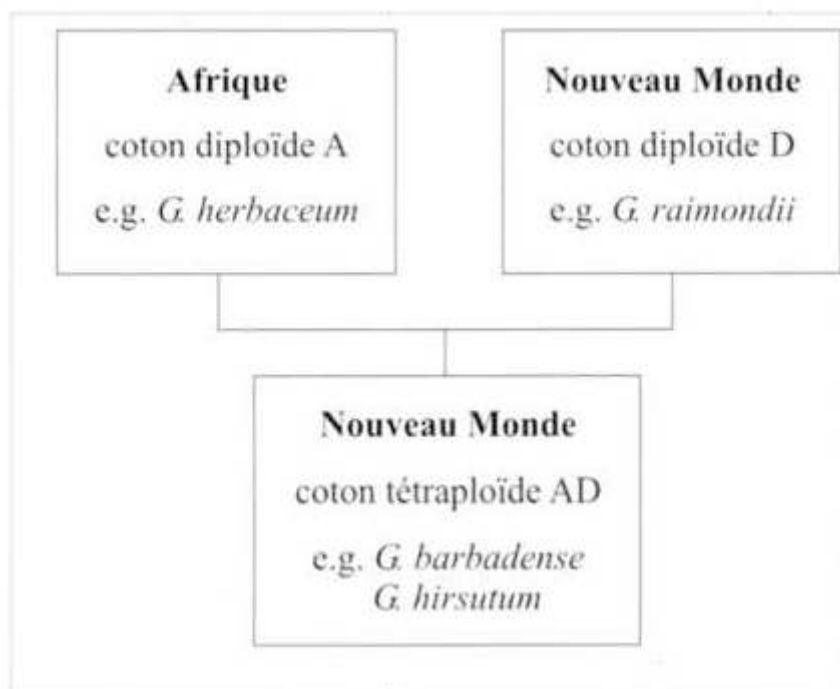 Afrique
coton diploïde A
e.g. G. herbaceum
Nouveau Monde
coton diploïde D
e.g. G. raimondii
Nouveau Monde
coton tétraploïde AD
e.g. G. barbadense
G. hirsutum